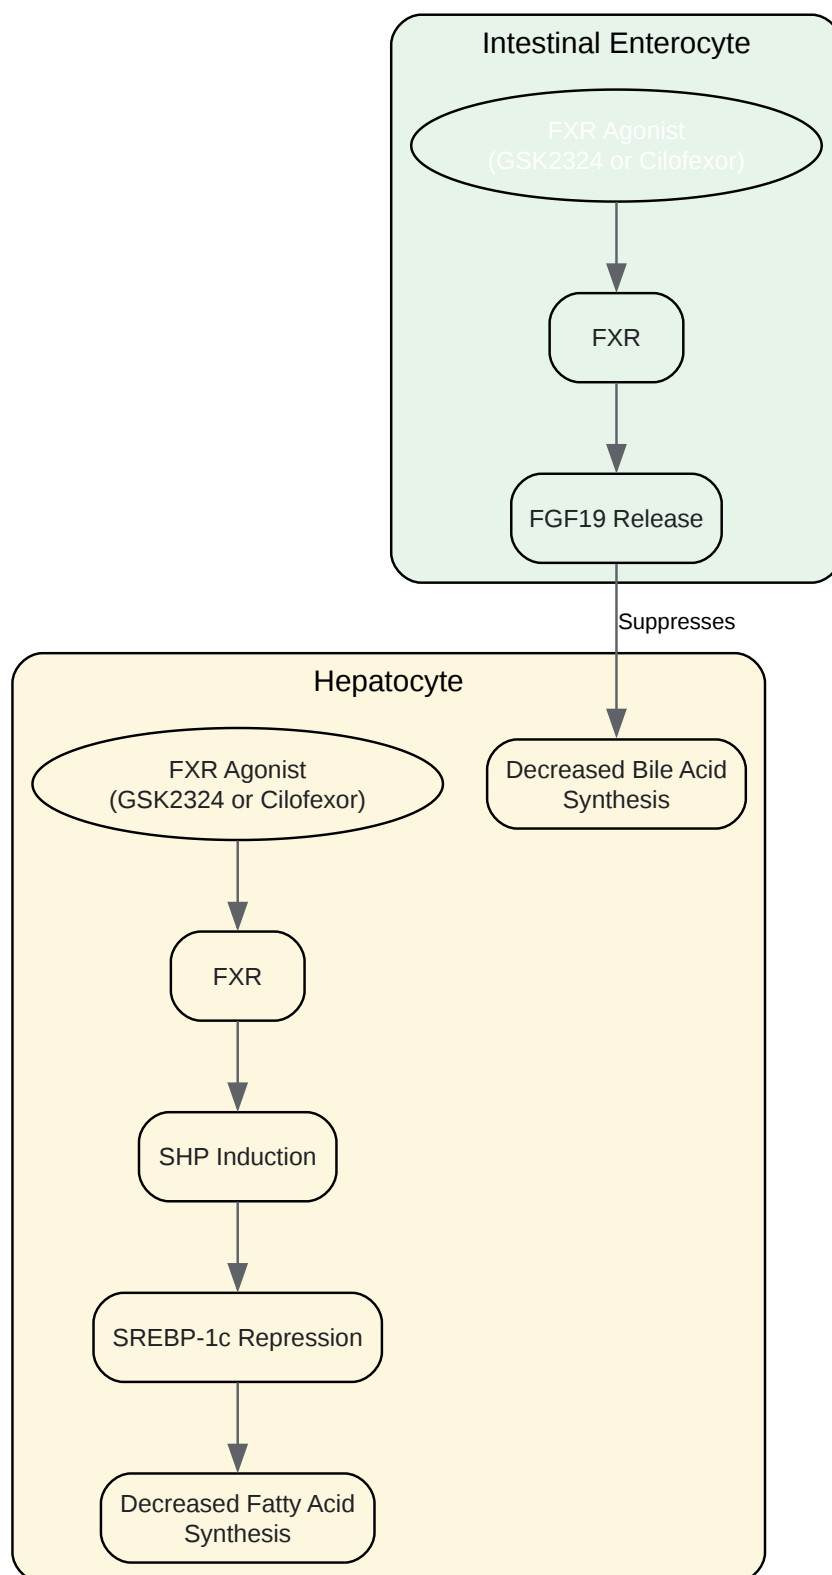 Intestinal Enterocyte
FXR Agonist
(GSK2324 or Cilofexor)
FXR
FGF19 Release
Suppresses
Hepatocyte
FXR Agonist
(GSK2324 or Cilofexor)
Decreased Bile Acid
Synthesis
FXR
SHP Induction
SREBP-1c Repression
Decreased Fatty Acid
Synthesis